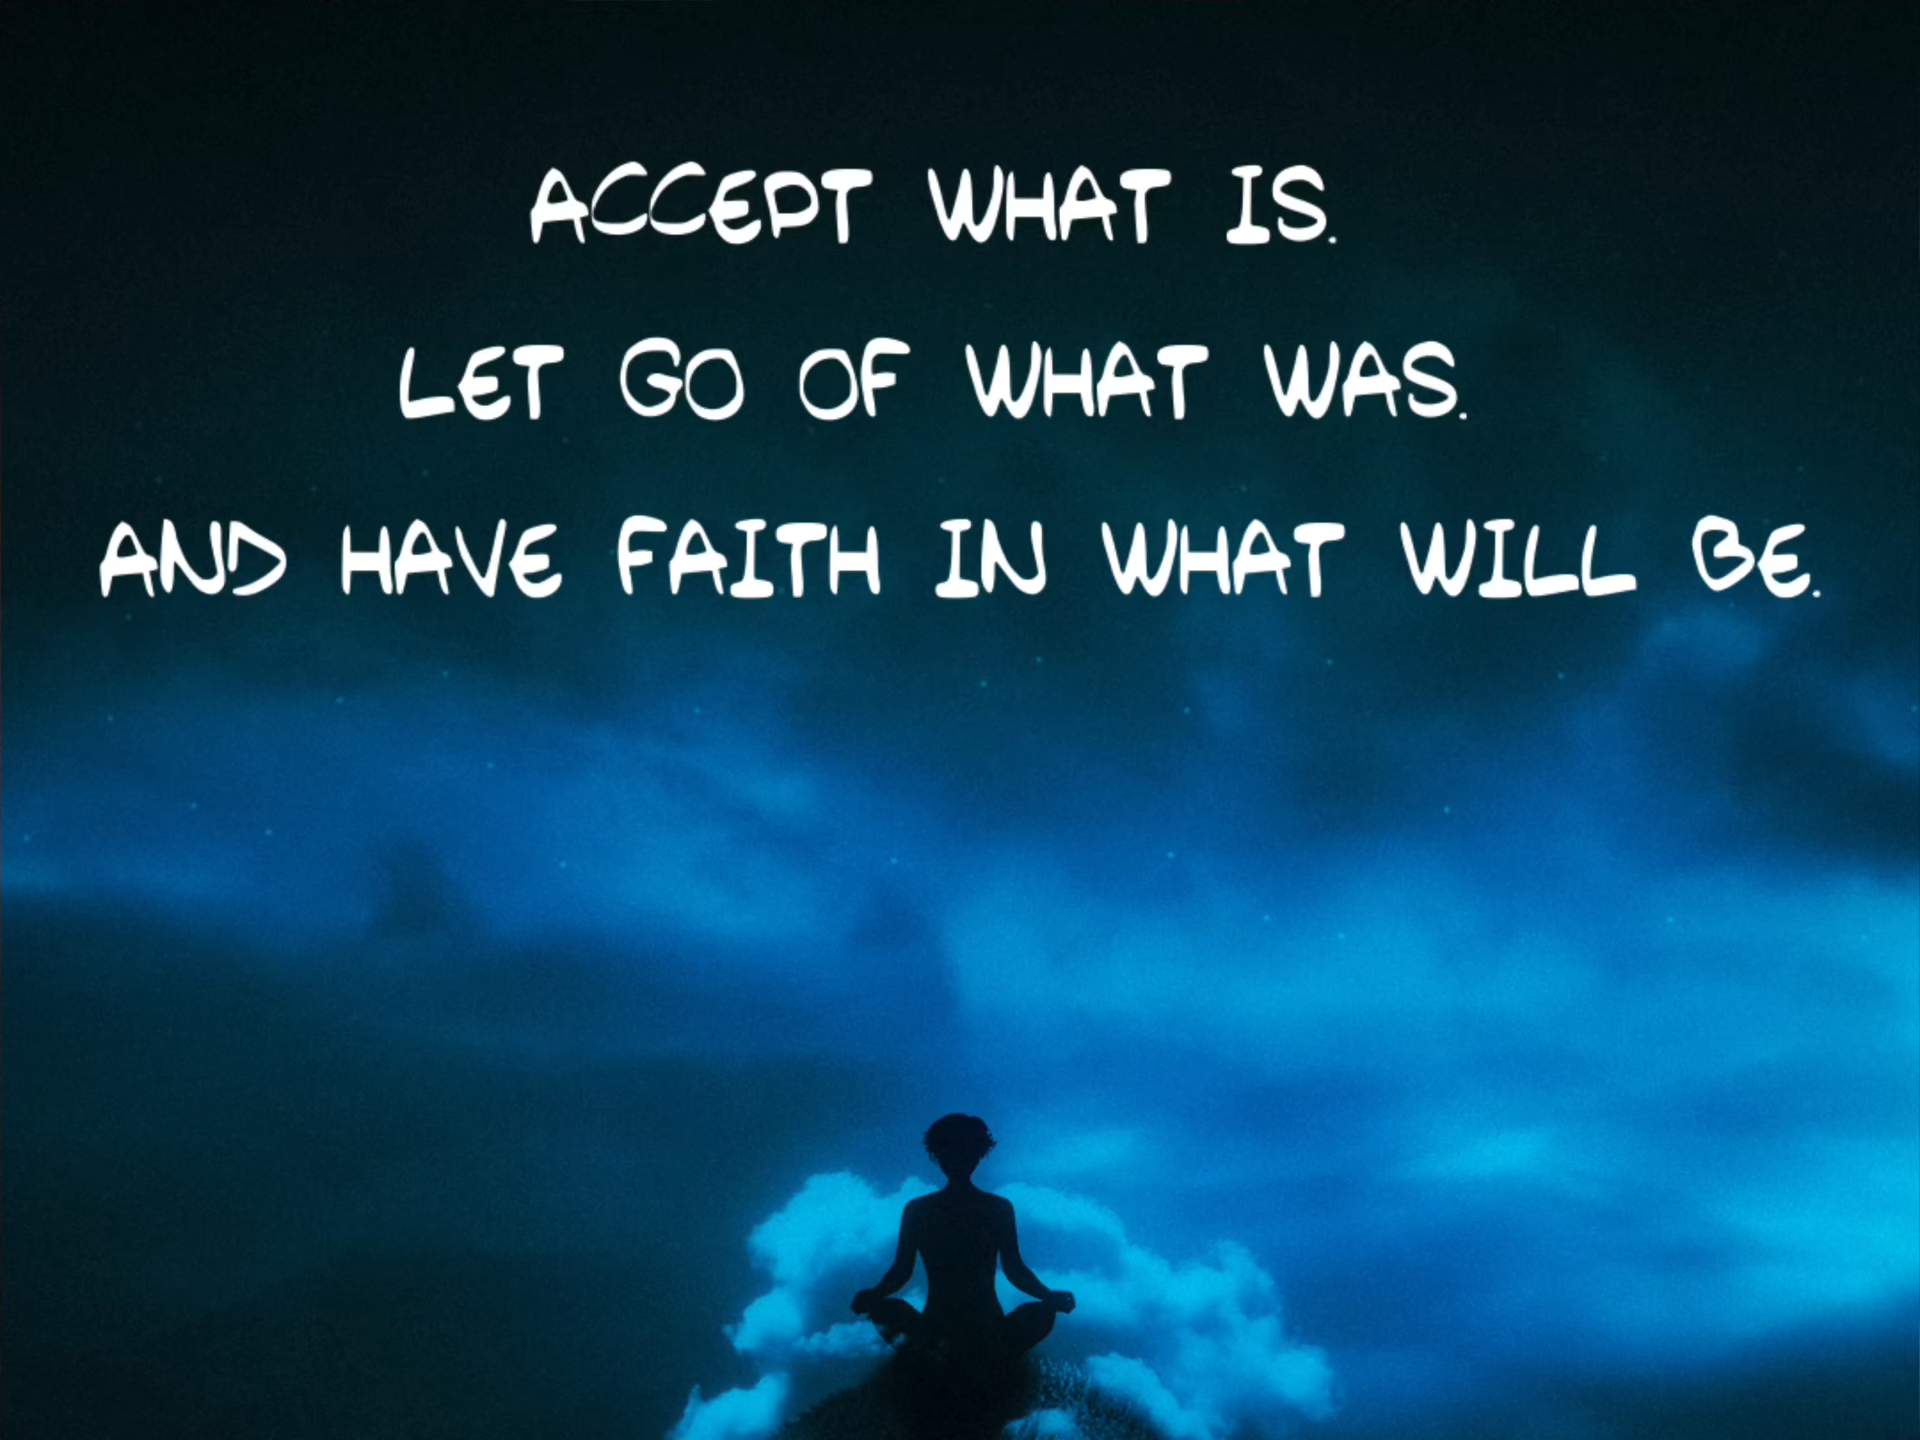 ACCEPT WHAT IS.
LET GO OF WHAT WAS.
AND HAVE FAITH IN WHAT WILL BE.